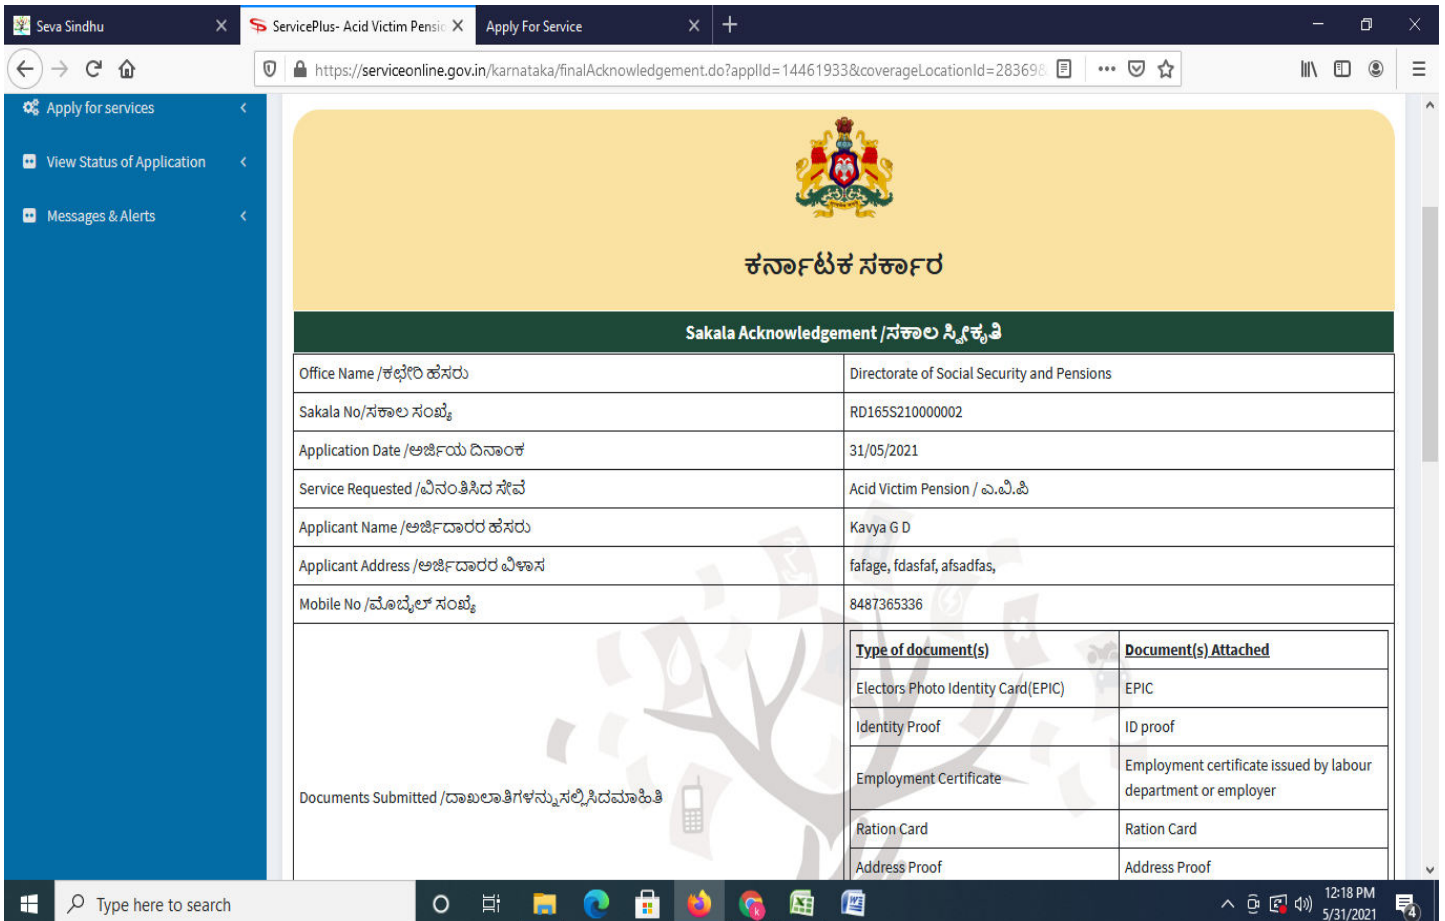 Seva Sindhu
ServicePlus- Acid Victim Pensio
Apply For Service
https://serviceonline.gov.in/karnataka/finalAcknowledgement.do?applId=14461933&coverageLocationId=283698
Apply for services
View Status of Application
Messages & Alerts
ಕರ್ನಾಟಕ ಸರ್ಕಾರ
Sakala Acknowledgement /ಸಕಾಲ ಸ್ವೀಕೃತಿ
Office Name /ಕಛೇರಿ ಹೆಸರು Directorate of Social Security and Pensions
Sakala No/ಸಕಾಲ ಸಂಖ್ಯೆ RD165S210000002
Application Date /ಅರ್ಜಿಯ ದಿನಾಂಕ 31/05/2021
Service Requested /ವಿನಂತಿಸಿದ ಸೇವೆ Acid Victim Pension / ಎ.ವಿ.ಪಿ
Applicant Name /ಅರ್ಜಿದಾರರ ಹೆಸರು Kavya G D
Applicant Address /ಅರ್ಜಿದಾರರ ವಿಳಾಸ fafage, fdasfaf, afsadfas,
Mobile No /ಮೊಬೈಲ್ ಸಂಖ್ಯೆ 8487365336
Documents Submitted /ದಾಖಲಾತಿಗಳನ್ನು ಸಲ್ಲಿಸಿದಮಾಹಿತಿ
Type of document(s) Document(s) Attached
Electors Photo Identity Card(EPIC) EPIC
Identity Proof ID proof
Employment Certificate Employment certificate issued by labour
department or employer
Ration Card Ration Card
Address Proof Address Proof
Type here to search
12:18 PM
5/31/2021
4